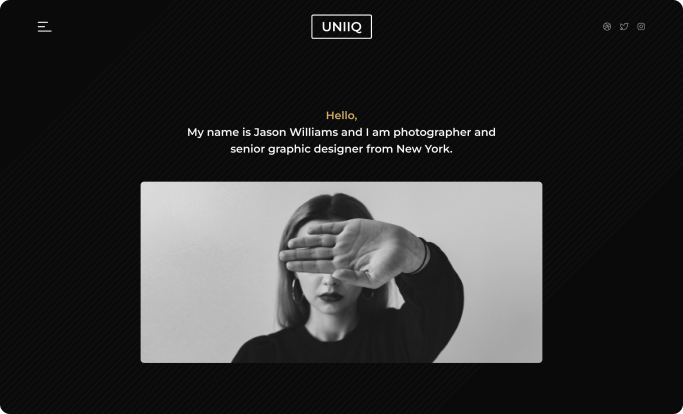 UNIIQ
Hello,
My name is Jason Williams and I am photographer and
senior graphic designer from New York.